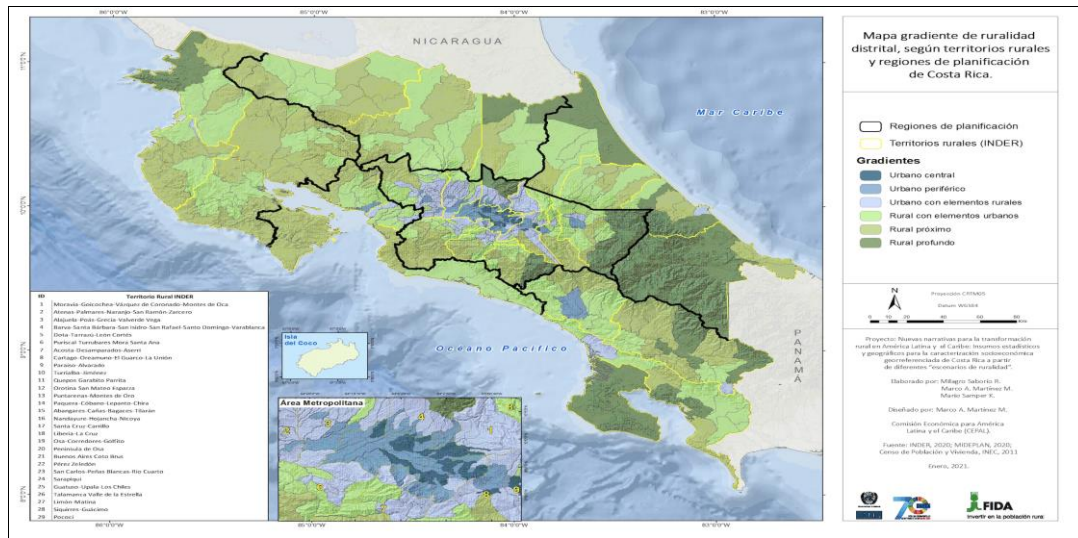 Mapa gradiente de ruralidad
distrital, según territorios rurales
y regiones de planificación
de Costa Rica.
NICARAGUA
Mar Caribe
Océano Pacífico
PANAMÁ
Isla
del Coco
Área Metropolitana
Regiones de planificación
Territorios rurales (INDER)
Gradientes
Urbano central
Urbano periférico
Urbano con elementos rurales
Rural con elementos urbanos
Rural próximo
Rural profundo
ID Territorio Rural INDER
1 Moravia-Goicochea-Vázquez de Coronado-Montes de Oca
2 Atenas-Palmares-Naranjo-San Ramón-Zarcero
3 Alajuela-Poás-Grecia-Valverde Vega
4 Barva-Santa Bárbara-San Isidro-San Rafael-Santo Domingo-Varablanca
5 Dota-Tarrazú-León Cortés
6 Puriscal Turrubares Mora Santa Ana
7 Acosta-Desamparados-Aserrí
8 Cartago-Oreamuno-El Guarco-La Unión
9 Paraíso-Alvarado
10 Turrialba-Jiménez
11 Quepos Garabito Parrita
12 Orotina San Mateo Esparza
13 Puntarenas-Montes de Oro
14 Paquera-Cóbano-Lepanto-Chira
15 Abangares-Cañas-Bagaces-Tilarán
16 Nandayure-Hojancha-Nicoya
17 Santa Cruz-Carrillo
18 Liberia-La Cruz
19 Osa-Corredores-Golfito
20 Península de Osa
21 Buenos Aires Coto Brus
22 Pérez Zeledón
23 San Carlos-Peñas Blancas-Río Cuarto
24 Sarapiquí
25 Guatuso-Upala-Los Chiles
26 Talamanca Valle de la Estrella
27 Limón-Matina
28 Siquirres-Guácimo
29 Pococí
N
Proyección CRTM05
Datum WGS84
Proyecto: Nuevas narrativas para la transformación
rural en América Latina y el Caribe: Insumos estadísticos
y geográficos para la caracterización socioeconómica
georreferenciada de Costa Rica a partir
de diferentes "escenarios de ruralidad".
Elaborado por: Milagro Saborío R.
Marco A. Martínez M.
Mario Samper K.
Diseñado por: Marco A. Martínez M.
Comisión Económica para América
Latina y el Caribe (CEPAL).
Fuente: INDER, 2020; MIDEPLAN, 2020;
Censo de Población y Vivienda, INEC, 2011
Enero, 2021.
FIDA
Invertir en la población rural